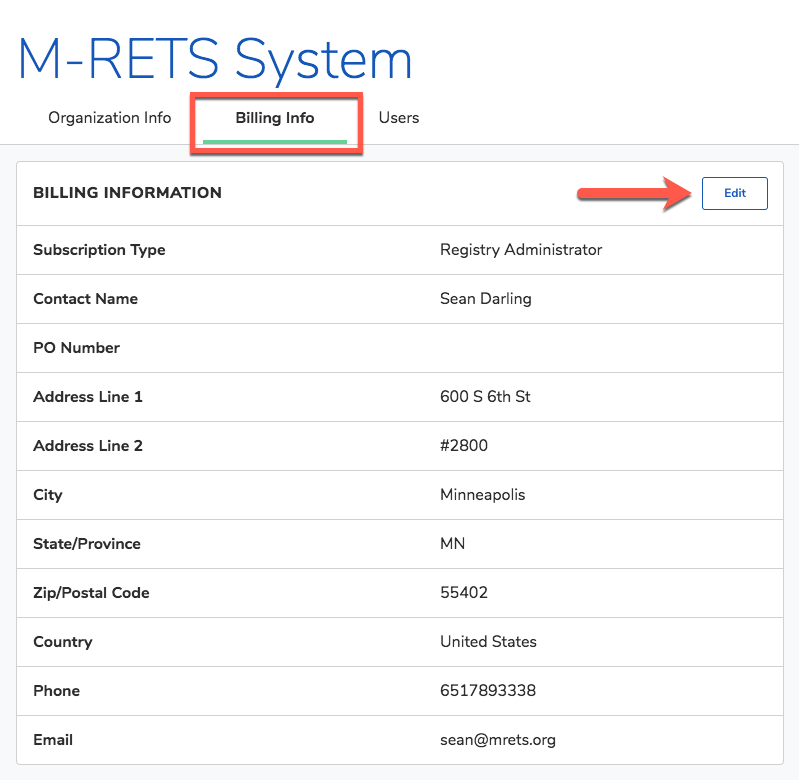 M-RETS System
Organization Info Billing Info Users
BILLING INFORMATION Edit
Subscription Type Registry Administrator
Contact Name Sean Darling
PO Number
Address Line 1 600 S 6th St
Address Line 2 #2800
City Minneapolis
State/Province MN
Zip/Postal Code 55402
Country United States
Phone 6517893338
Email sean@mrets.org